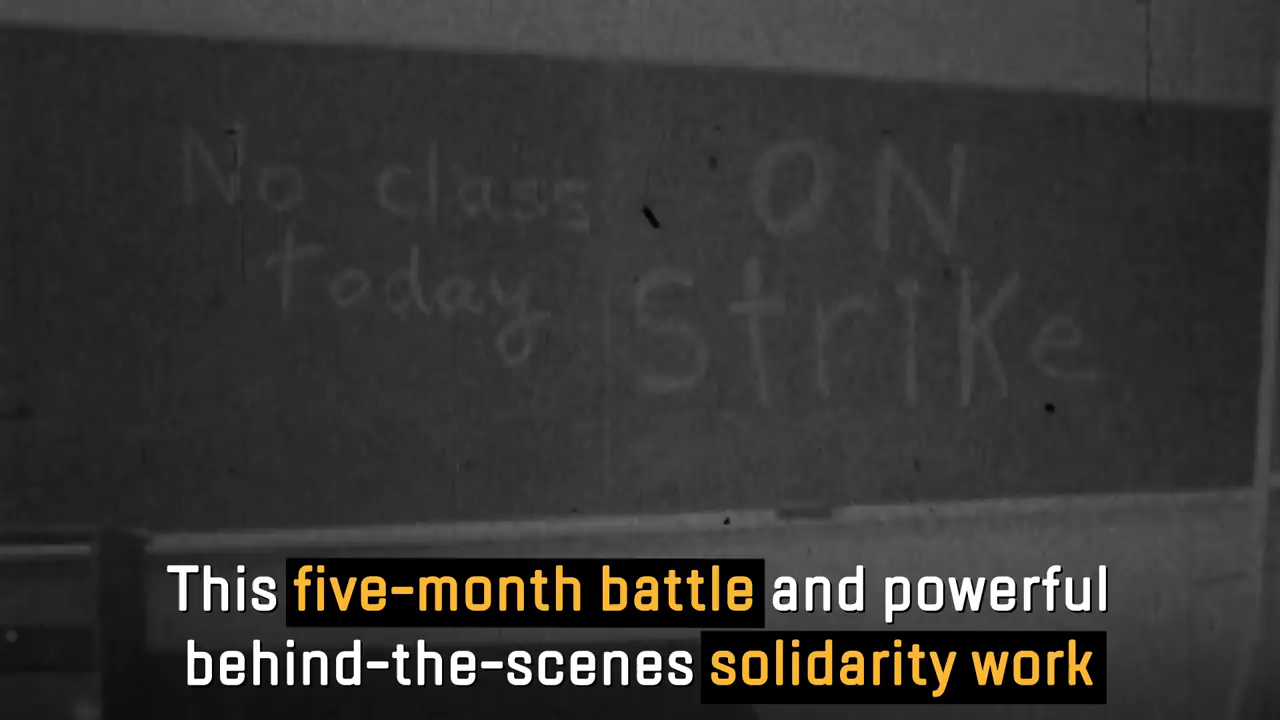 No class
Today
ON
Strike
This five-month battle and powerful
behind-the-scenes solidarity work